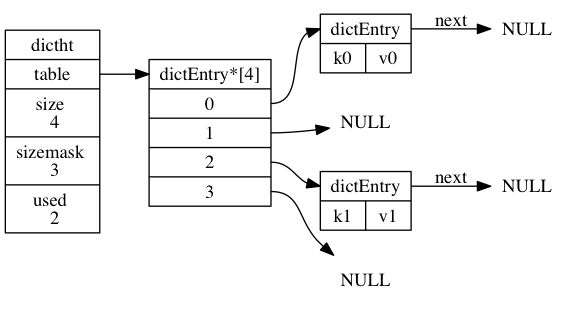 dictht
table
size
4
sizemask
3
used
2
dictEntry*[4]
0
1
2
3
dictEntry
k0 v0
next
NULL
NULL
dictEntry
k1 v1
next
NULL
NULL